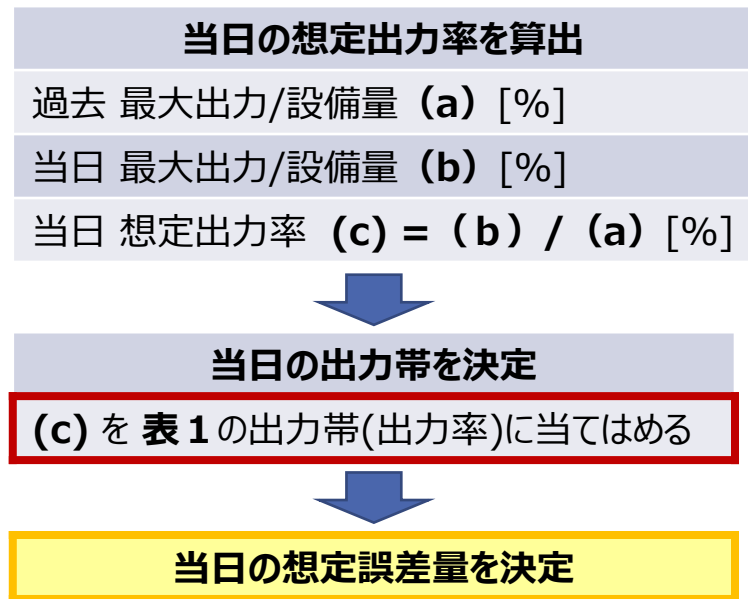 当日の想定出力率を算出
過去 最大出力/設備量（a）[%]
当日 最大出力/設備量（b）[%]
当日 想定出力率 (c) =（ b ）/（a）[%]
当日の出力帯を決定
(c) を 表１の出力帯(出力率)に当てはめる
当日の想定誤差量を決定